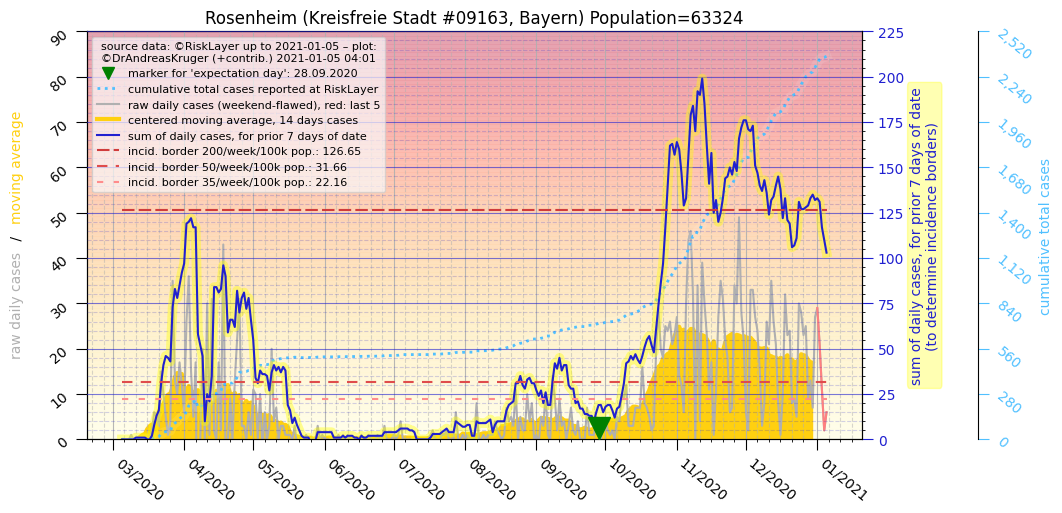 Rosenheim (Kreisfreie Stadt #09163, Bayern) Population=63324
source data: ©RiskLayer up to 2021-01-05 – plot:
©DrAndreasKruger (+contrib.) 2021-01-05 04:01
marker for 'expectation day': 28.09.2020
cumulative total cases reported at RiskLayer
raw daily cases (weekend-flawed), red: last 5
centered moving average, 14 days cases
sum of daily cases, for prior 7 days of date
incid. border 200/week/100k pop.: 126.65
incid. border 50/week/100k pop.: 31.66
incid. border 35/week/100k pop.: 22.16
raw daily cases / moving average
90
80
70
60
50
40
30
20
10
0
03/2020
04/2020
05/2020
06/2020
07/2020
08/2020
09/2020
10/2020
11/2020
12/2020
01/2021
225
200
175
150
125
100
75
50
25
0
sum of daily cases, for prior 7 days of date
(to determine incidence borders)
2,520
2,240
1,960
1,680
1,400
1,120
840
560
280
0
cumulative total cases